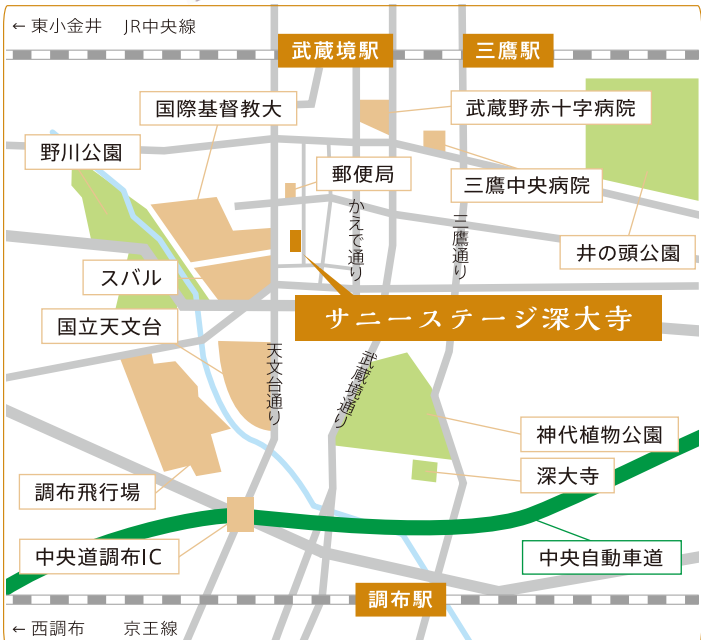 ← 東小金井 JR中央線
武蔵境駅
三鷹駅
国際基督教大
武蔵野赤十字病院
野川公園
郵便局
三鷹中央病院
かえで通り
三鷹通り
井の頭公園
スバル
サニーステージ深大寺
国立天文台
天文台通り
武蔵境通り
神代植物公園
深大寺
調布飛行場
中央道調布IC
中央自動車道
調布駅
← 西調布 京王線